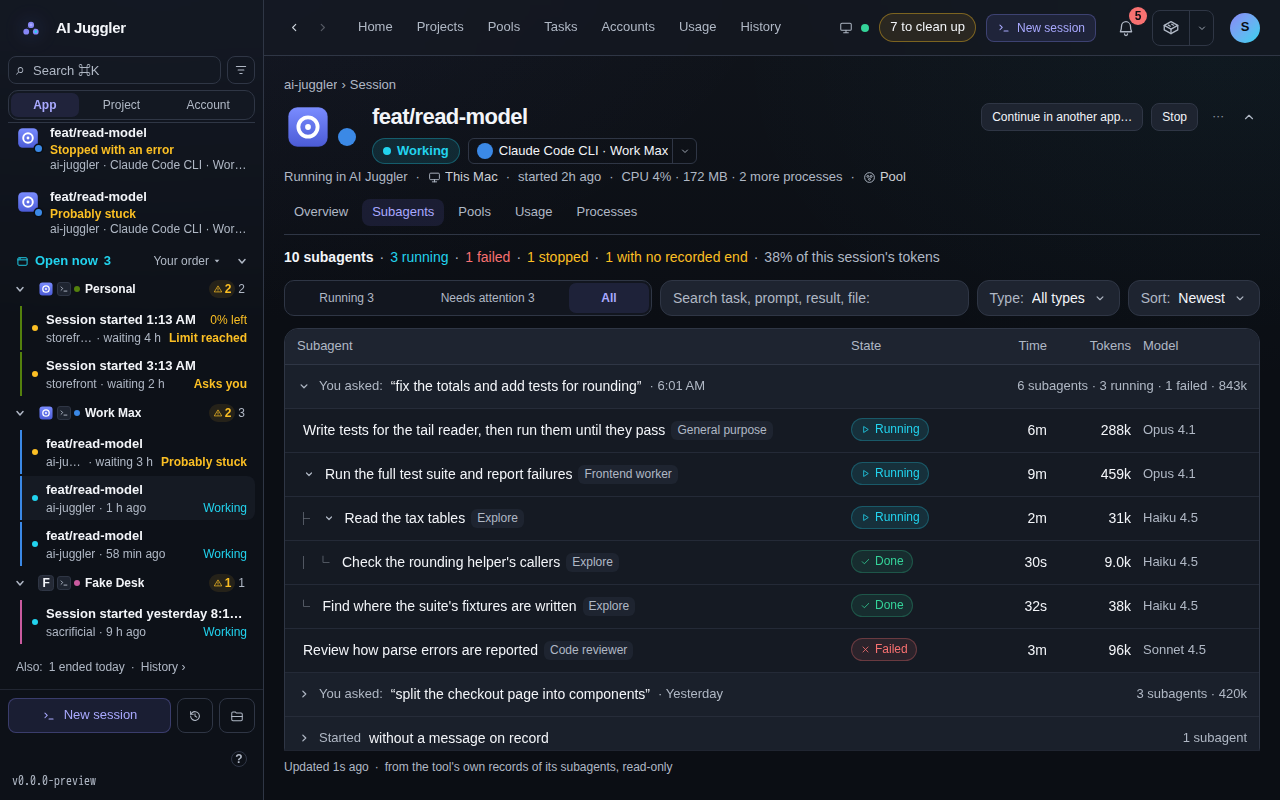 AI Juggler
Search ⌘K
App Project Account
feat/read-model
Stopped with an error
ai-juggler · Claude Code CLI · Wor…
feat/read-model
Probably stuck
ai-juggler · Claude Code CLI · Wor…
Open now 3 Your order
Personal 2 2
Session started 1:13 AM 0% left
storefr… · waiting 4 h Limit reached
Session started 3:13 AM
storefront · waiting 2 h Asks you
Work Max 2 3
feat/read-model
ai-ju… · waiting 3 h Probably stuck
feat/read-model
ai-juggler · 1 h ago Working
feat/read-model
ai-juggler · 58 min ago Working
F Fake Desk 1 1
Session started yesterday 8:1…
sacrificial · 9 h ago Working
Also: 1 ended today · History ›
New session
?
v0.0.0-preview
Home Projects Pools Tasks Accounts Usage History 7 to clean up New session 5 S
ai-juggler › Session
feat/read-model
Continue in another app… Stop ···
Working Claude Code CLI · Work Max
Running in AI Juggler · This Mac · started 2h ago · CPU 4% · 172 MB · 2 more processes · Pool
Overview Subagents Pools Usage Processes
10 subagents · 3 running · 1 failed · 1 stopped · 1 with no recorded end · 38% of this session's tokens
Running 3 Needs attention 3 All Search task, prompt, result, file: Type: All types Sort: Newest
Subagent State Time Tokens Model
You asked: “fix the totals and add tests for rounding” · 6:01 AM 6 subagents · 3 running · 1 failed · 843k
Write tests for the tail reader, then run them until they pass General purpose Running 6m 288k Opus 4.1
Run the full test suite and report failures Frontend worker Running 9m 459k Opus 4.1
Read the tax tables Explore Running 2m 31k Haiku 4.5
Check the rounding helper's callers Explore Done 30s 9.0k Haiku 4.5
Find where the suite's fixtures are written Explore Done 32s 38k Haiku 4.5
Review how parse errors are reported Code reviewer Failed 3m 96k Sonnet 4.5
You asked: “split the checkout page into components” · Yesterday 3 subagents · 420k
Started without a message on record 1 subagent
Updated 1s ago · from the tool's own records of its subagents, read-only